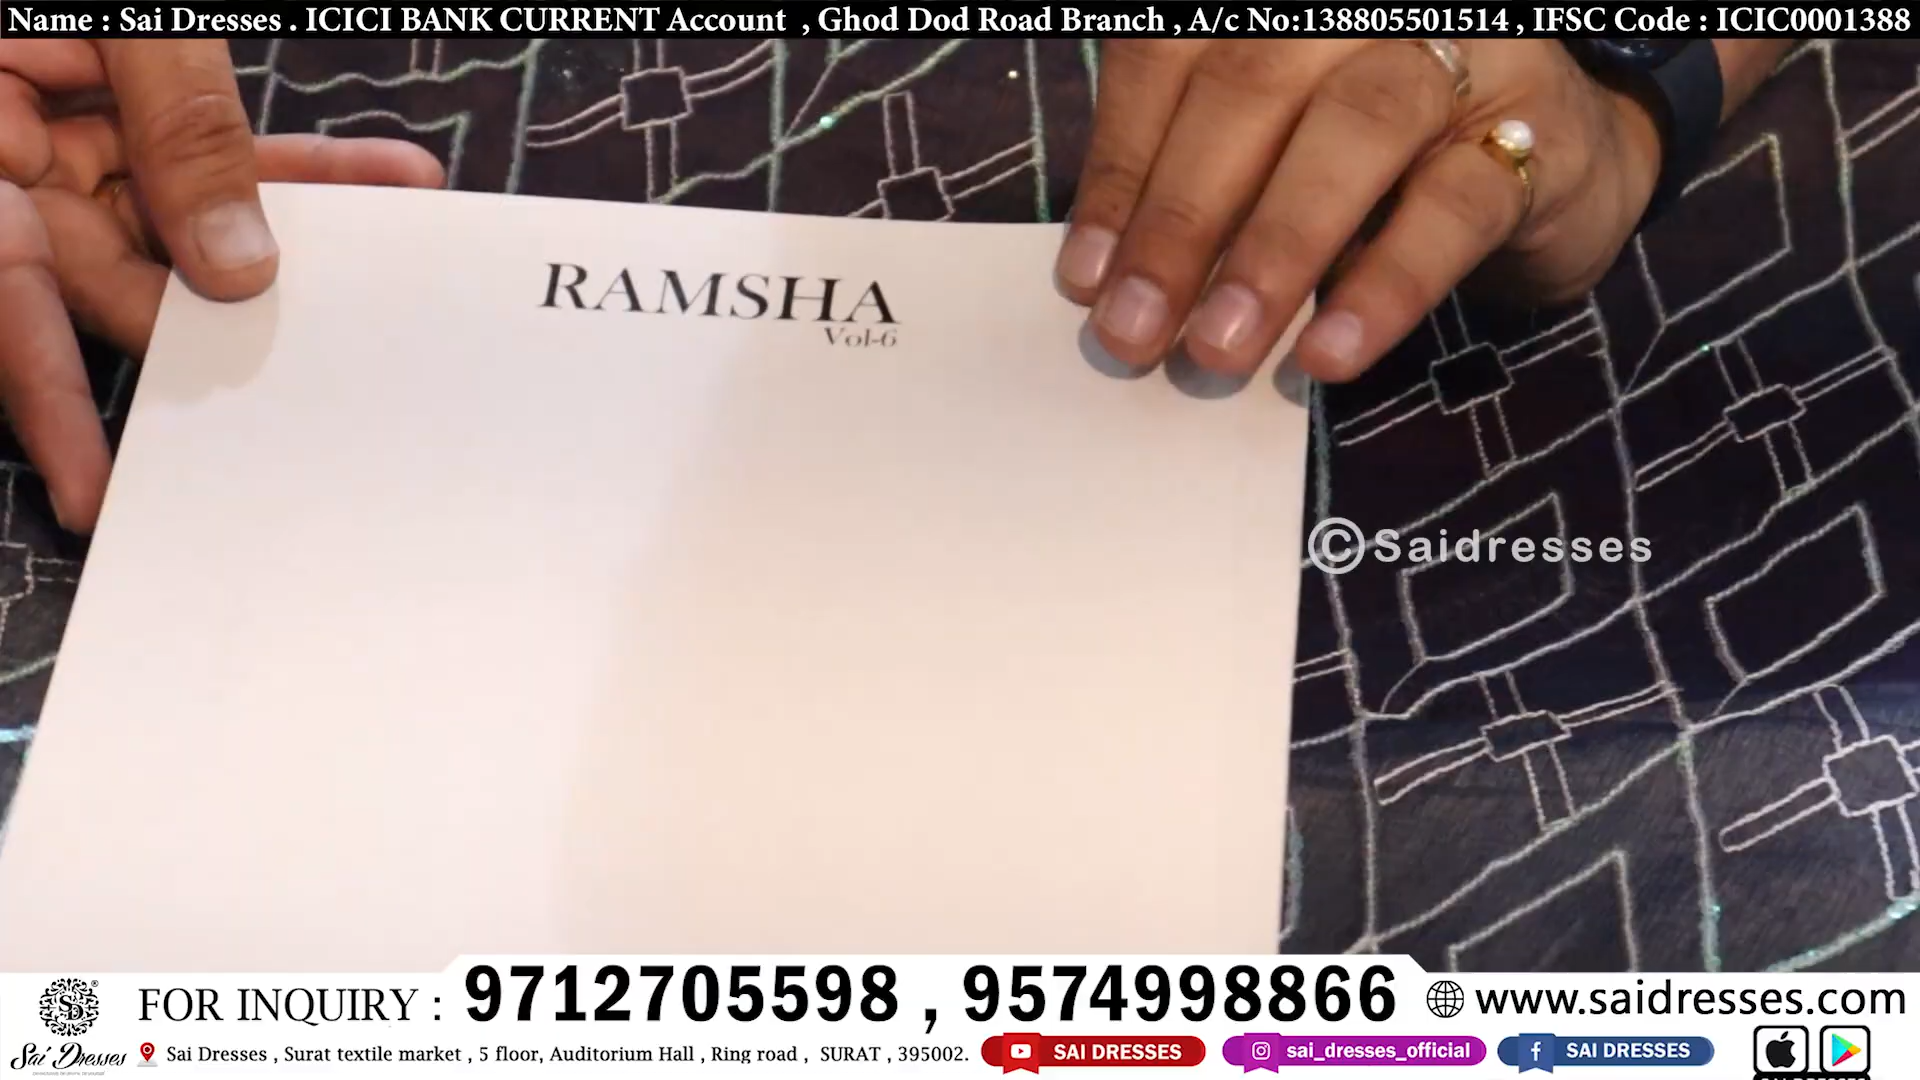 Name : Sai Dresses . ICICI BANK CURRENT Account , Ghod Dod Road Branch , A/c No:138805501514 , IFSC Code : ICIC0001388
RAMSHA
Vol-6
©Saidresses
FOR INQUIRY : 9712705598 , 9574998866
www.saidresses.com
Sai Dresses
Sai Dresses , Surat textile market , 5 floor, Auditorium Hall , Ring road , SURAT , 395002.
SAI DRESSES
sai_dresses_official
SAI DRESSES